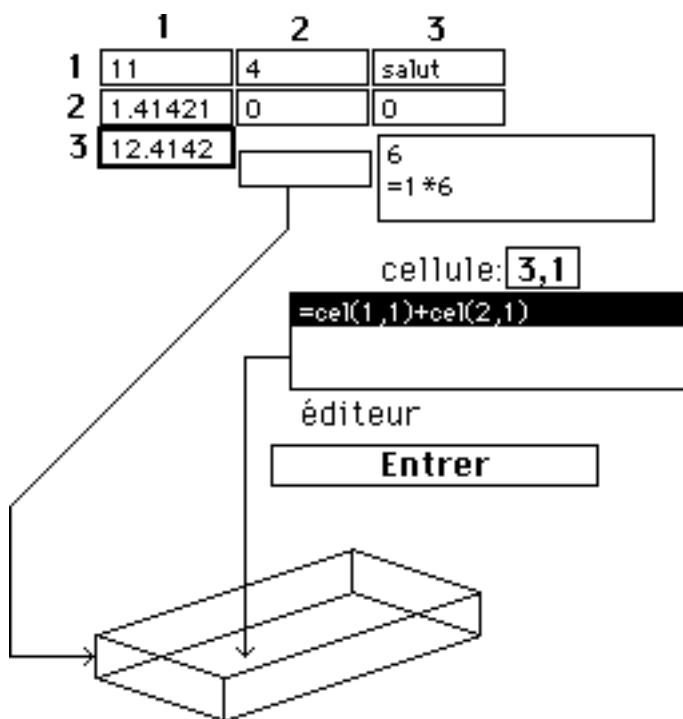 1 2 3
1 11 4 salut
2 1.41421 0 0
3 12.4142 6
=1*6
cellule: 3,1
=cel(1,1)+cel(2,1)
éditeur
Entrer